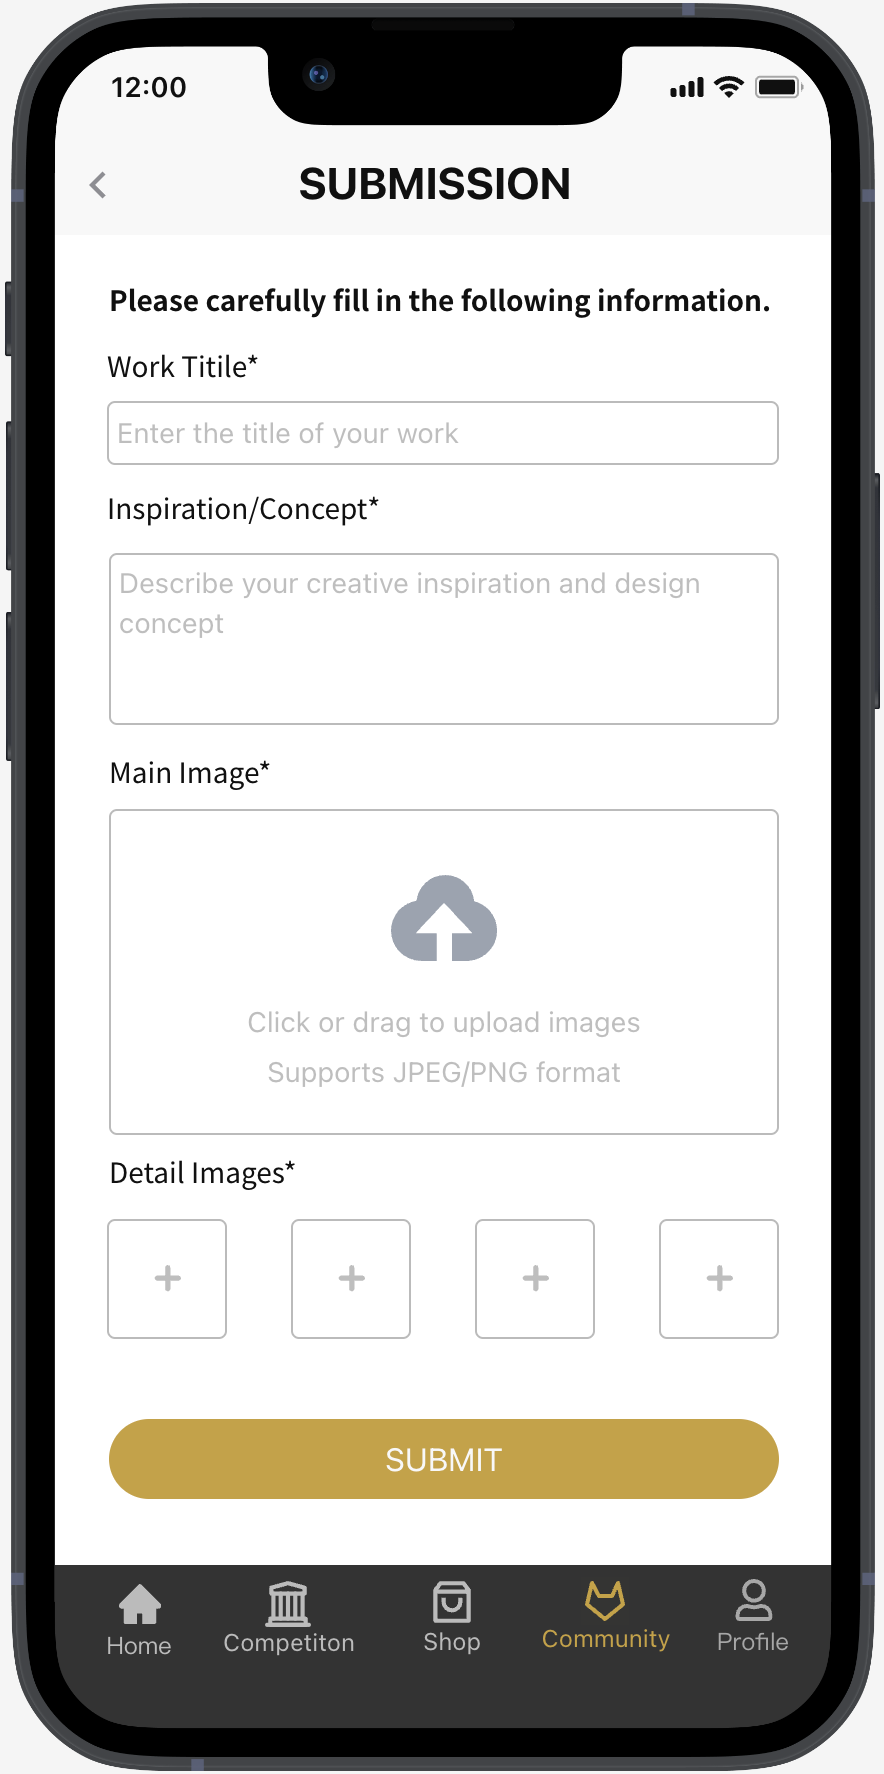 12:00
SUBMISSION
Please carefully fill in the following information.
Work Titile*
Enter the title of your work
Inspiration/Concept*
Describe your creative inspiration and design
concept
Main Image*
Click or drag to upload images
Supports JPEG/PNG format
Detail Images*
SUBMIT
Home
Competiton
Shop
Community
Profile